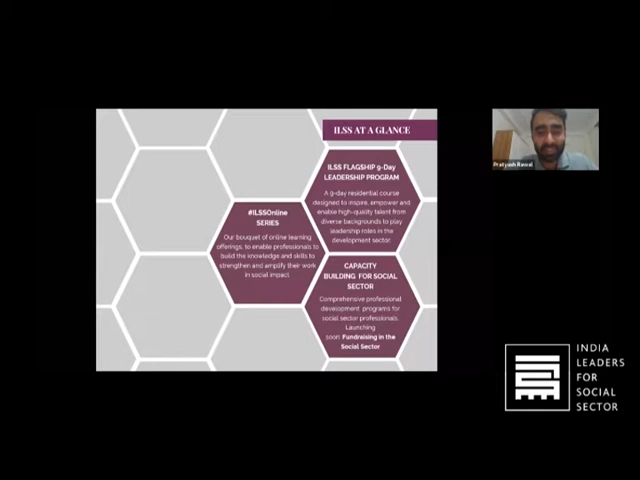 ILSS AT A GLANCE
ILSS FLAGSHIP 9-Day
LEADERSHIP PROGRAM
A 9-day residential course
designed to inspire, empower and
enable high-quality talent from
diverse backgrounds to play
leadership roles in the
development sector
#ILSSOnline
SERIES
Our bouquet of online learning
offerings, to enable professionals to
build the knowledge and skills to
strengthen and amplify their work
in social impact
CAPACITY
BUILDING FOR SOCIAL
SECTOR
Comprehensive professional
development programs for
social sector professionals.
Launching
soon: Fundraising in the
Social Sector
Pratyush Rawal
INDIA
LEADERS
FOR
SOCIAL
SECTOR